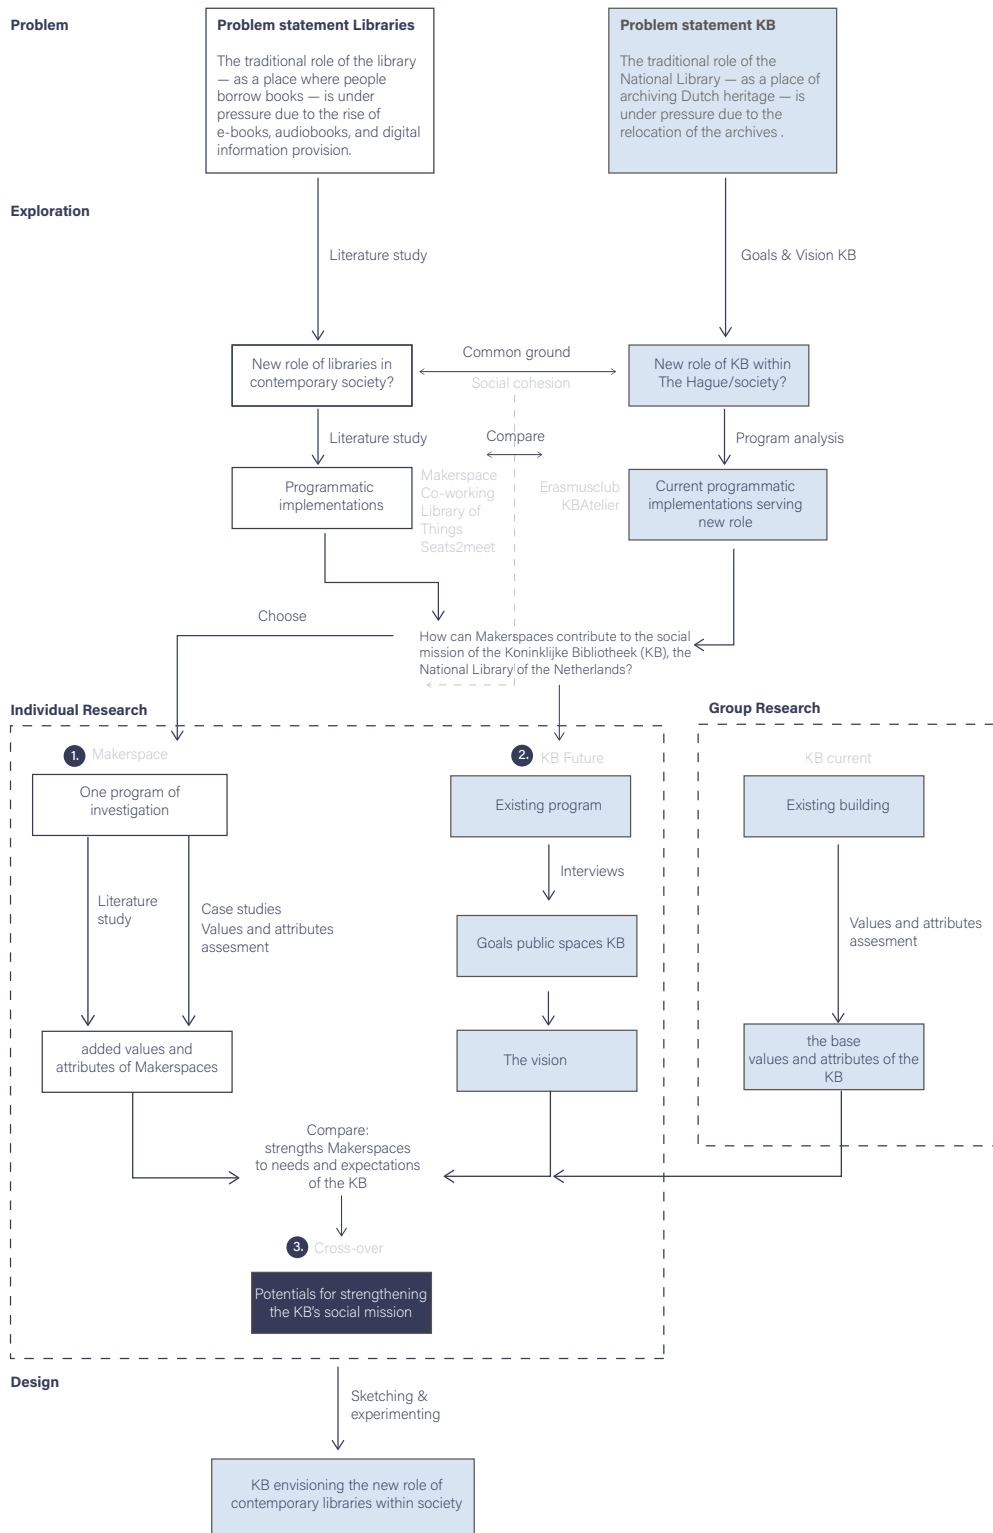 Problem
Problem statement Libraries
The traditional role of the library
— as a place where people
borrow books — is under
pressure due to the rise of
e-books, audiobooks, and digital
information provision.
Problem statement KB
The traditional role of the
National Library — as a place of
archiving Dutch heritage — is
under pressure due to the
relocation of the archives .
Exploration
Literature study
Goals & Vision KB
New role of libraries in
contemporary society?
Common ground
Social cohesion
New role of KB within
The Hague/society?
Literature study
Compare
Program analysis
Programmatic
implementations
Makerspace
Co-working
Library of
Things
Seats2meet
Erasmusclub
KBAtelier
Current programmatic
implementations serving
new role
Choose
How can Makerspaces contribute to the social
mission of the Koninklijke Bibliotheek (KB), the
National Library of the Netherlands?
Individual Research
Group Research
1. Makerspace
One program of
investigation
Literature
study
Case studies
Values and attributes
assesment
added values and
attributes of Makerspaces
2. KB Future
Existing program
Interviews
Goals public spaces KB
The vision
KB current
Existing building
Values and attributes
assesment
the base
values and attributes of the
KB
Compare:
strengths Makerspaces
to needs and expectations
of the KB
3. Cross-over
Potentials for strengthening
the KB's social mission
Design
Sketching &
experimenting
KB envisioning the new role of
contemporary libraries within society